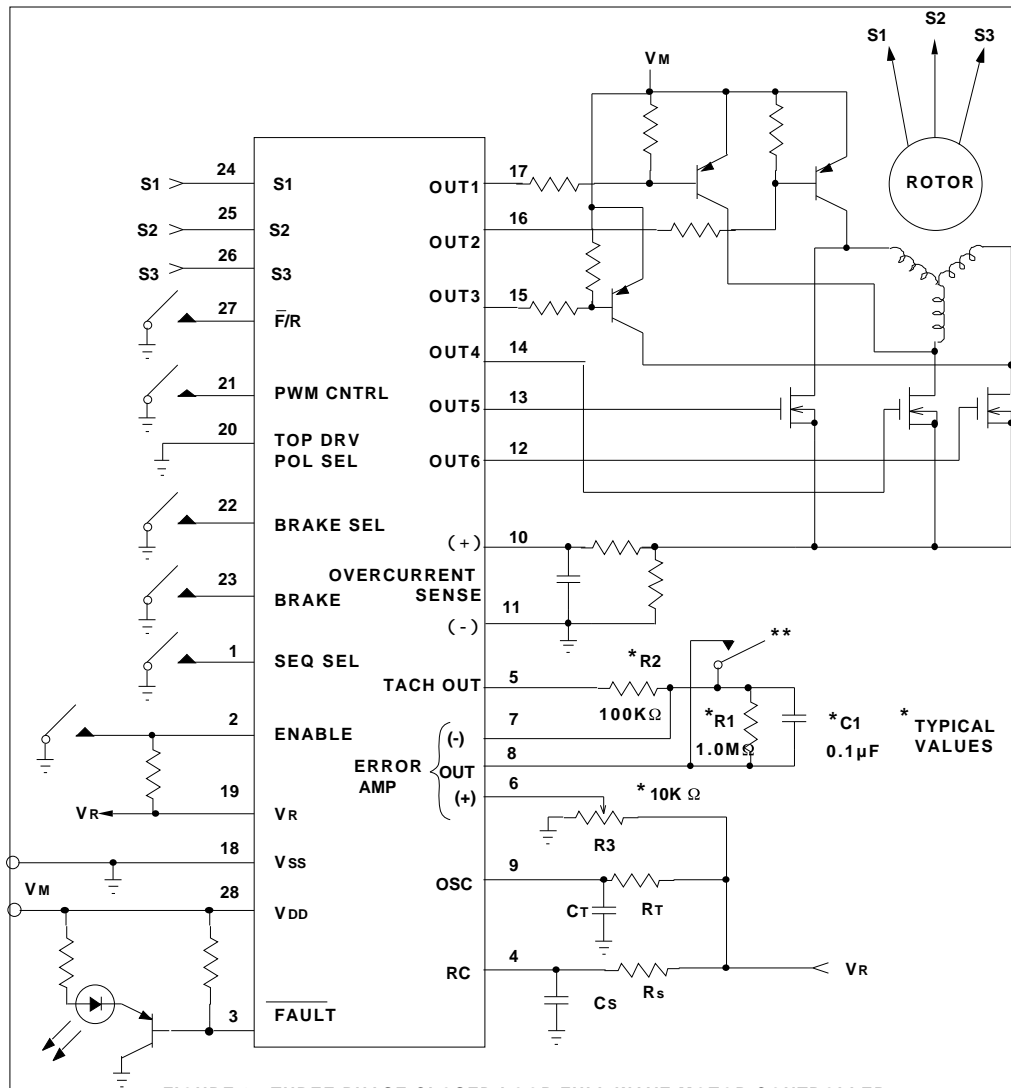 S2
S1
S3
VM
ROTOR
24
S1
S1
25
S2
S2
26
S3
S3
27
F̅/R
21
PWM CNTRL
20
TOP DRV
POL SEL
22
BRAKE SEL
23
BRAKE
1
SEQ SEL
2
ENABLE
19
VR
VR
18
VSS
VM
28
VDD
3
FAULT
OUT1
17
OUT2
16
OUT3
15
OUT4
14
OUT5
13
OUT6
12
(+)
10
OVERCURRENT
SENSE
11
(-)
TACH OUT
5
*R2
100KΩ
**
*R1
1.0MΩ
*C1
0.1µF
*TYPICAL
VALUES
7
(-)
8
ERROR
AMP
OUT
6
(+)
*10KΩ
R3
9
OSC
CT
RT
4
RC
CS
Rs
VR